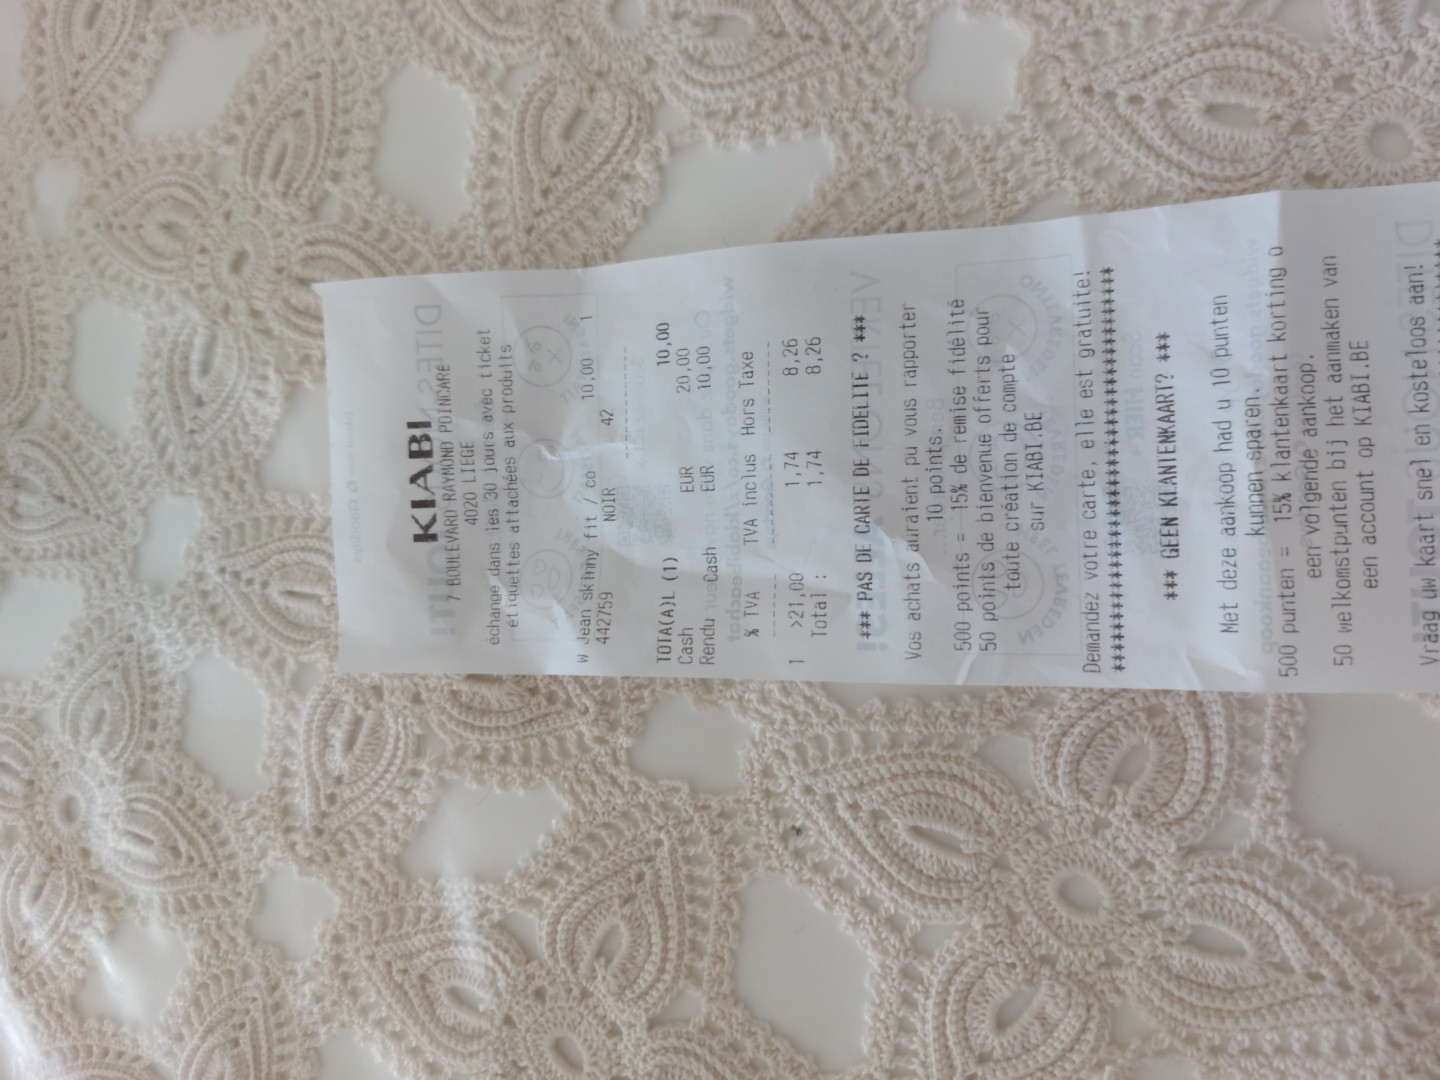 KIABI
7 BOULEVARD RAYMOND POINCARÉ
4020 LIEGE
échange dans les 30 jours avec ticket
étiquettes attachées aux produits
W Jean skinny fit / co 10,00 1
442759 NOIR 42
TOTA(A)L (1) 10,00
Cash EUR 20,00
Rendu sur Cash EUR 10,00
% TVA TVA inclus Hors Taxe
1 >21,00 1,74 8,26
Total : 1,74 8,26
*** PAS DE CARTE DE FIDELITE ? ***
Vos achats auraient pu vous rapporter
10 points.
500 points = 15% de remise fidélité
50 points de bienvenue offerts pour
toute création de compte
sur KIABI.BE
Demandez votre carte, elle est gratuite!
****************************************
*** GEEN KLANTENKAART? ***
Met deze aankoop had u 10 punten
kunnen sparen.
500 punten = 15% klantenkaart korting o
een volgende aankoop.
50 welkomstpunten bij het aanmaken van
een account op KIABI.BE
Vraag uw kaart snel en kosteloos aan!